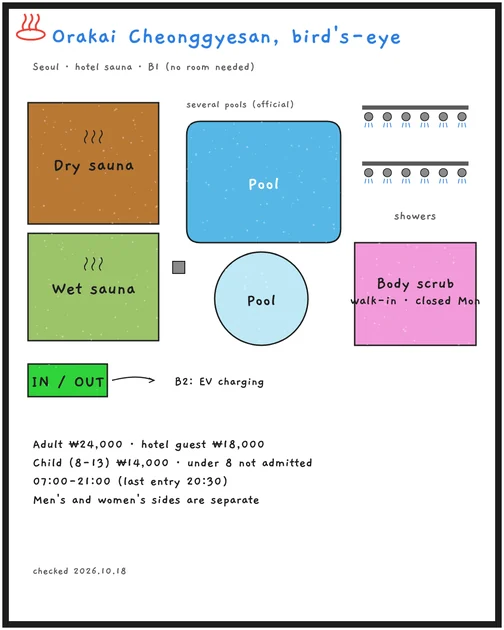 Orakai Cheonggyesan, bird's-eye
Seoul · hotel sauna · B1 (no room needed)
several pools (official)
Dry sauna
Pool
showers
Wet sauna
Pool
Body scrub
walk-in · closed Mon
IN / OUT
B2: EV charging
Adult ₩24,000 · hotel guest ₩18,000
Child (8-13) ₩14,000 · under 8 not admitted
07:00-21:00 (last entry 20:30)
Men's and women's sides are separate
checked 2026.10.18